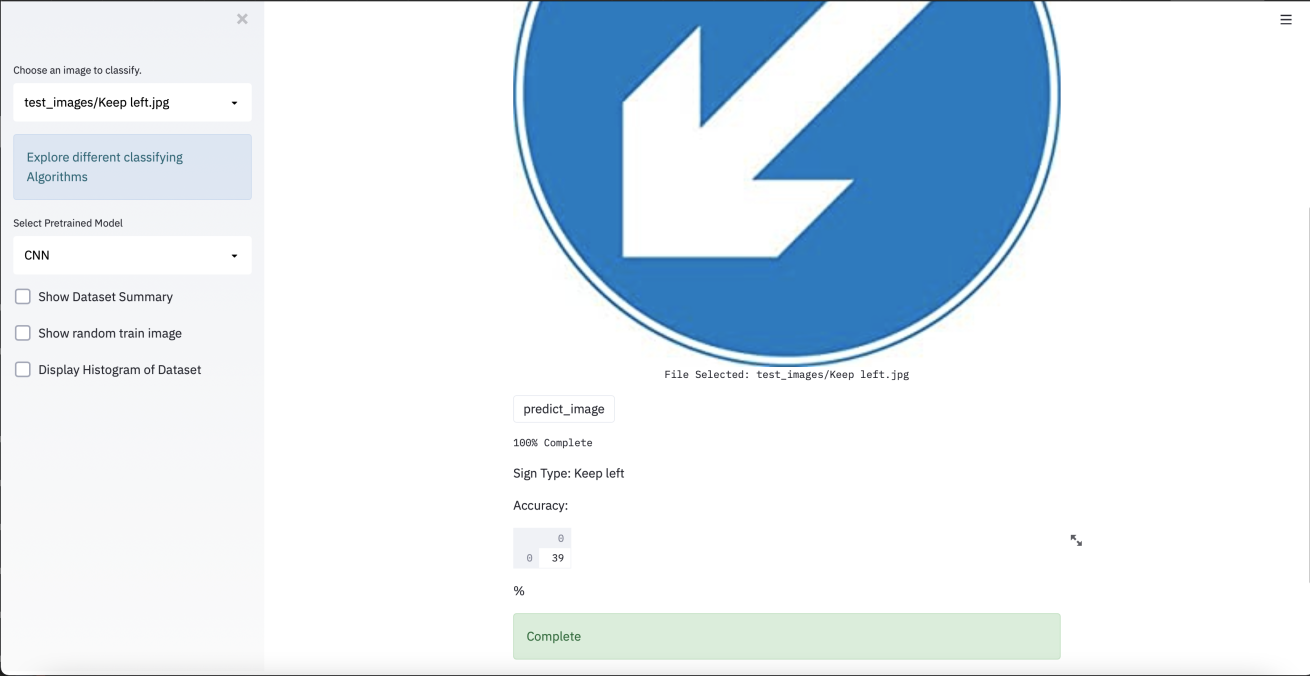 Choose an image to classify.
test_images/Keep left.jpg
Explore different classifying
Algorithms
Select Pretrained Model
CNN
Show Dataset Summary
Show random train image
Display Histogram of Dataset
File Selected: test_images/Keep left.jpg
predict_image
100% Complete
Sign Type: Keep left
Accuracy:
0
0 39
%
Complete